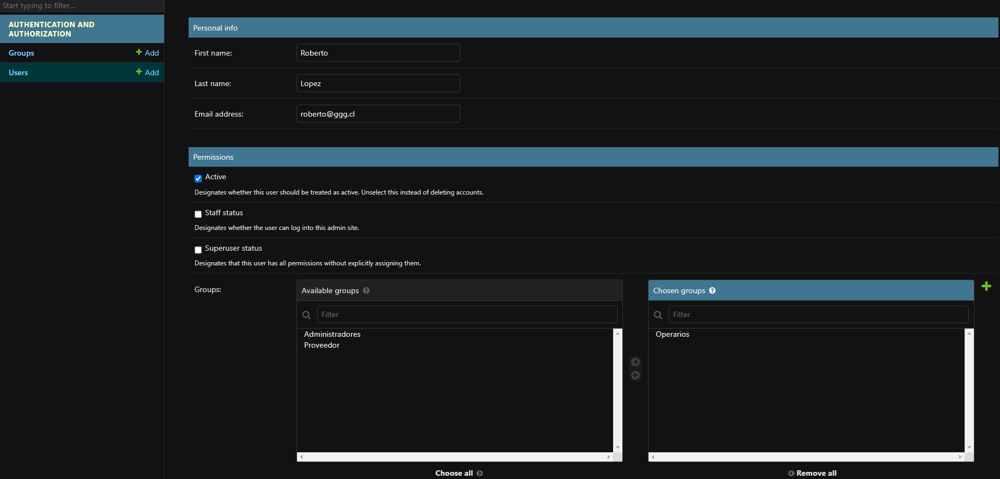 Start typing to filter...
AUTHENTICATION AND
AUTHORIZATION
Groups
Add
Users
Add
Personal info
First name:
Roberto
Last name:
Lopez
Email address:
roberto@ggg.cl
Permissions
Active
Designates whether this user should be treated as active. Unselect this instead of deleting accounts.
Staff status
Designates whether the user can log into this admin site.
Superuser status
Designates that this user has all permissions without explicitly assigning them.
Groups:
Available groups ?
Filter
Administradores
Proveedor
Choose all
Chosen groups ?
Filter
Operarios
Remove all